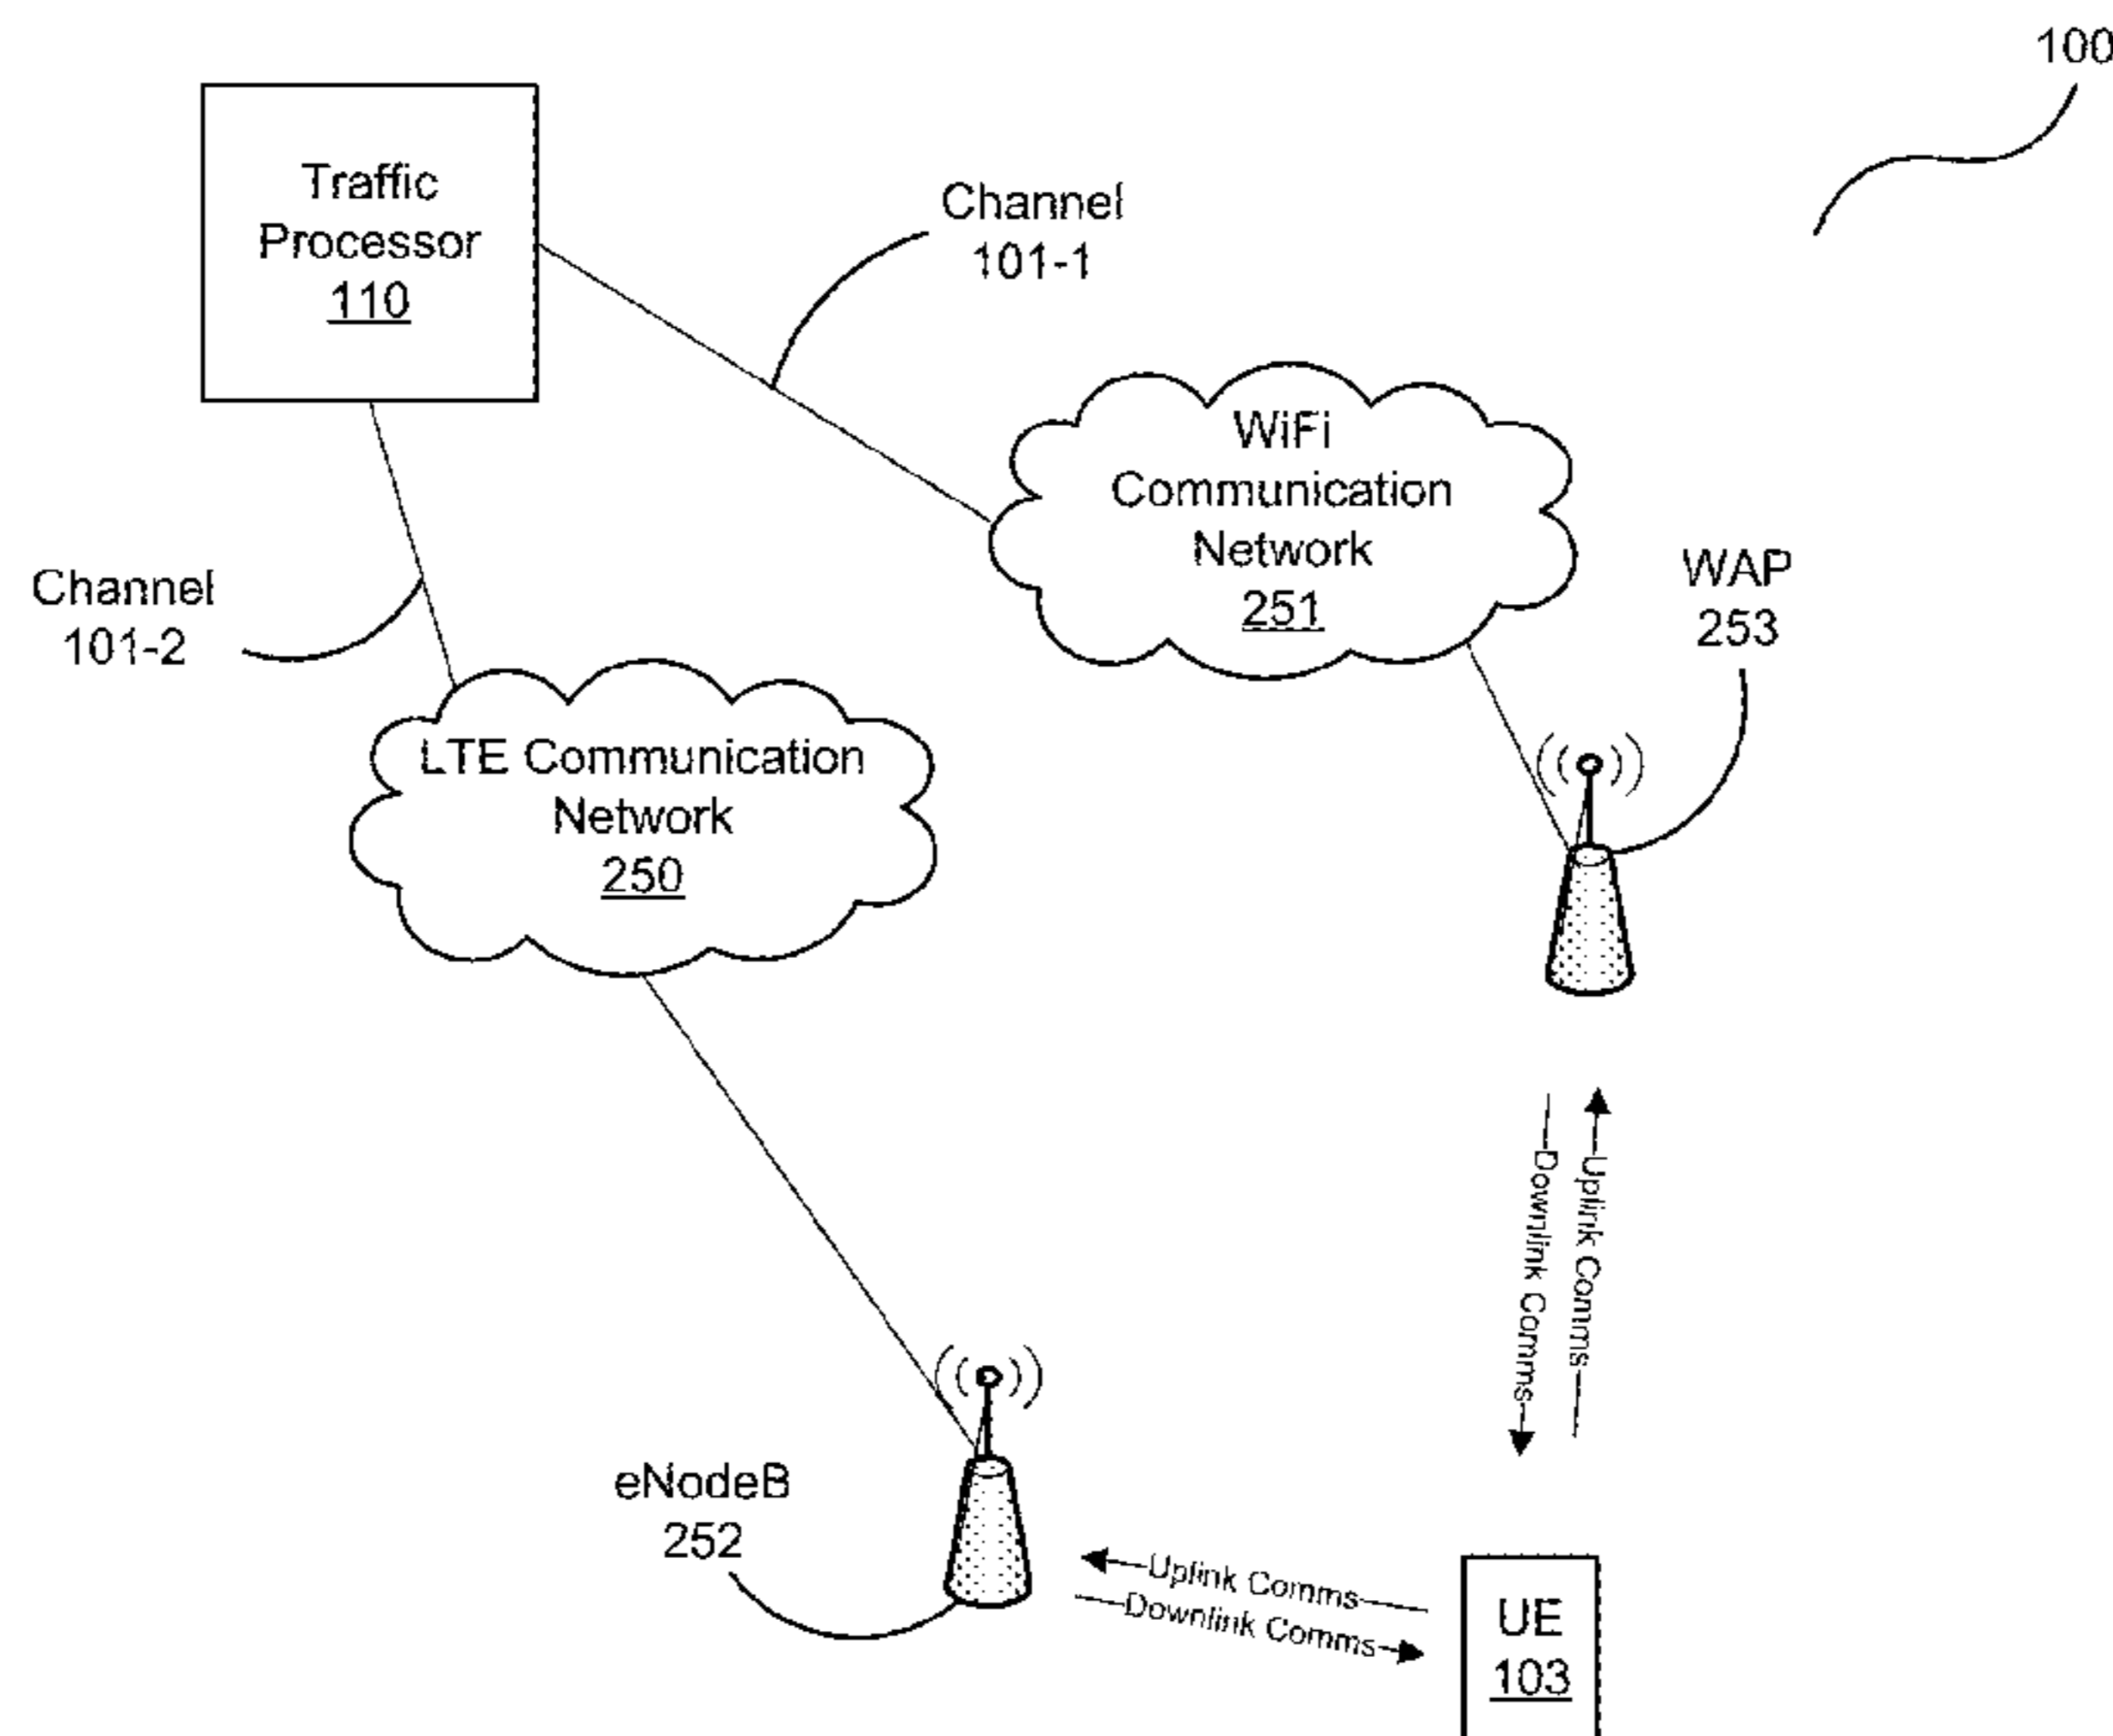 100
Traffic
Processor
110
Channel
101-1
WiFi
Communication
Network
251
WAP
253
Channel
101-2
LTE Communication
Network
250
Downlink Comms
Uplink Comms
eNodeB
252
Uplink Comms
Downlink Comms
UE
103